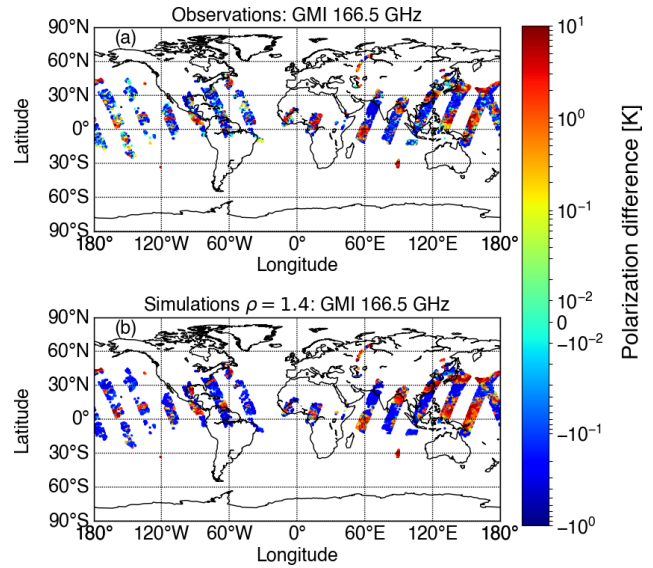 Observations: GMI 166.5 GHz
(a)
90°N
60°N
30°N
0°
30°S
60°S
90°S
Latitude
180° 120°W 60°W 0° 60°E 120°E 180°
Longitude
Simulations ρ = 1.4: GMI 166.5 GHz
(b)
90°N
60°N
30°N
0°
30°S
60°S
90°S
Latitude
180° 120°W 60°W 0° 60°E 120°E 180°
Longitude
10¹
10⁰
10⁻¹
10⁻²
0
−10⁻²
−10⁻¹
−10⁰
Polarization difference [K]